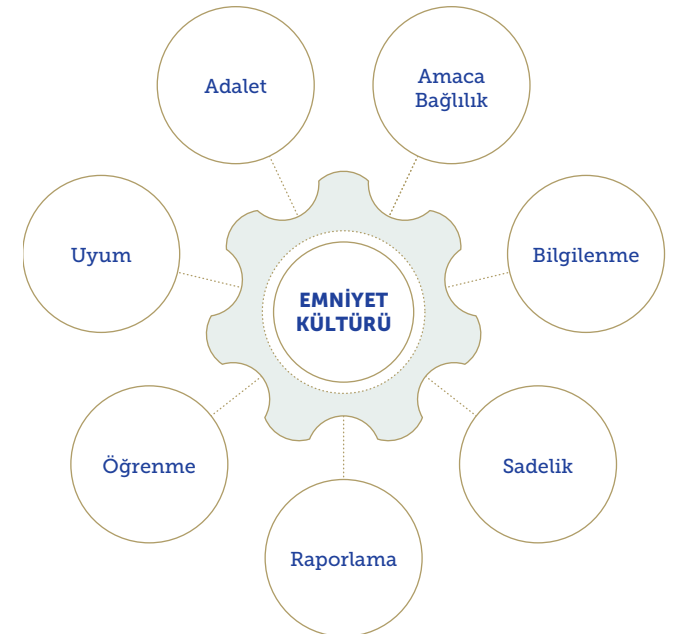 Adalet
Amaca
Bağlılık
Uyum
Bilgilenme
EMNİYET
KÜLTÜRÜ
Öğrenme
Sadelik
Raporlama